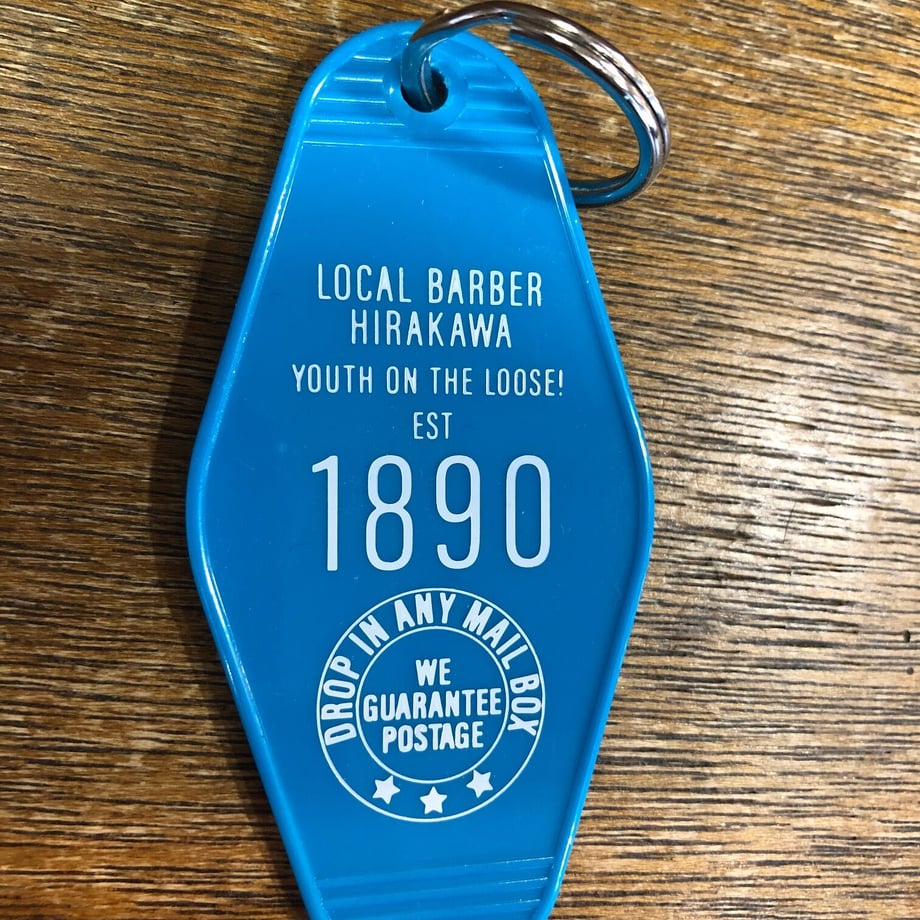 LOCAL BARBER
HIRAKAWA
YOUTH ON THE LOOSE!
EST
1890
DROP IN ANY MAIL BOX
WE
GUARANTEE
POSTAGE